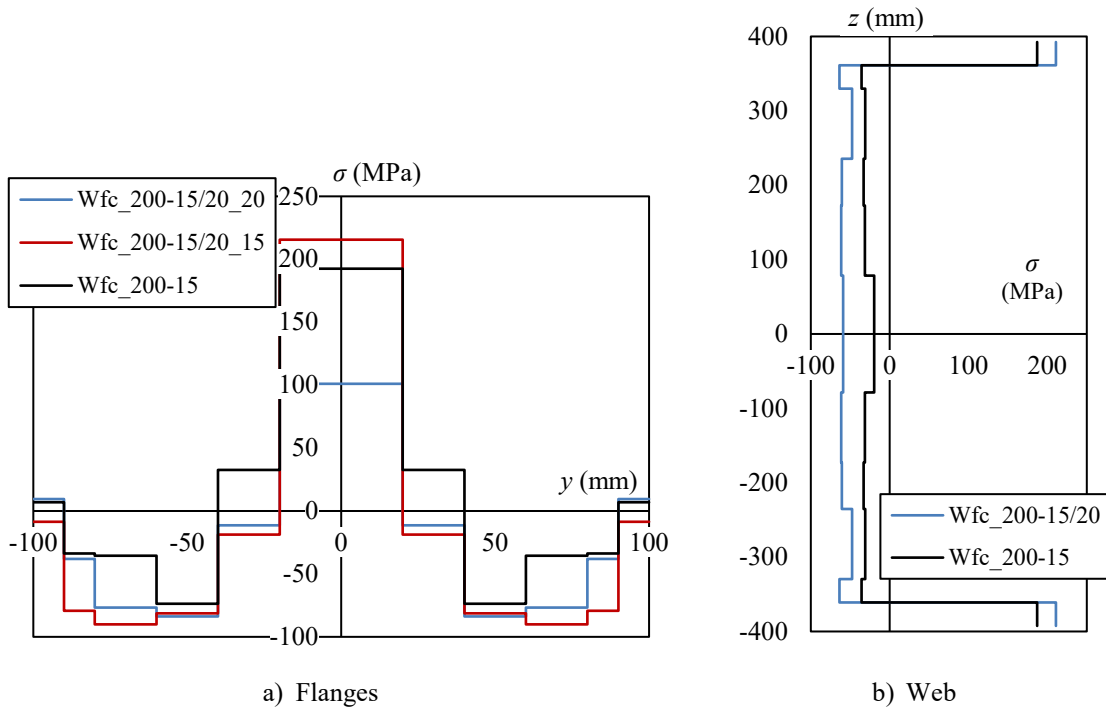 σ (MPa)
250
200
150
100
50
0
-50
-100
-100
-50
0
50
100
y (mm)
Wfc_200-15/20_20
Wfc_200-15/20_15
Wfc_200-15
a) Flanges
z (mm)
400
300
200
100
0
-100
-200
-300
-400
-100
0
100
200
σ
(MPa)
Wfc_200-15/20
Wfc_200-15
b) Web